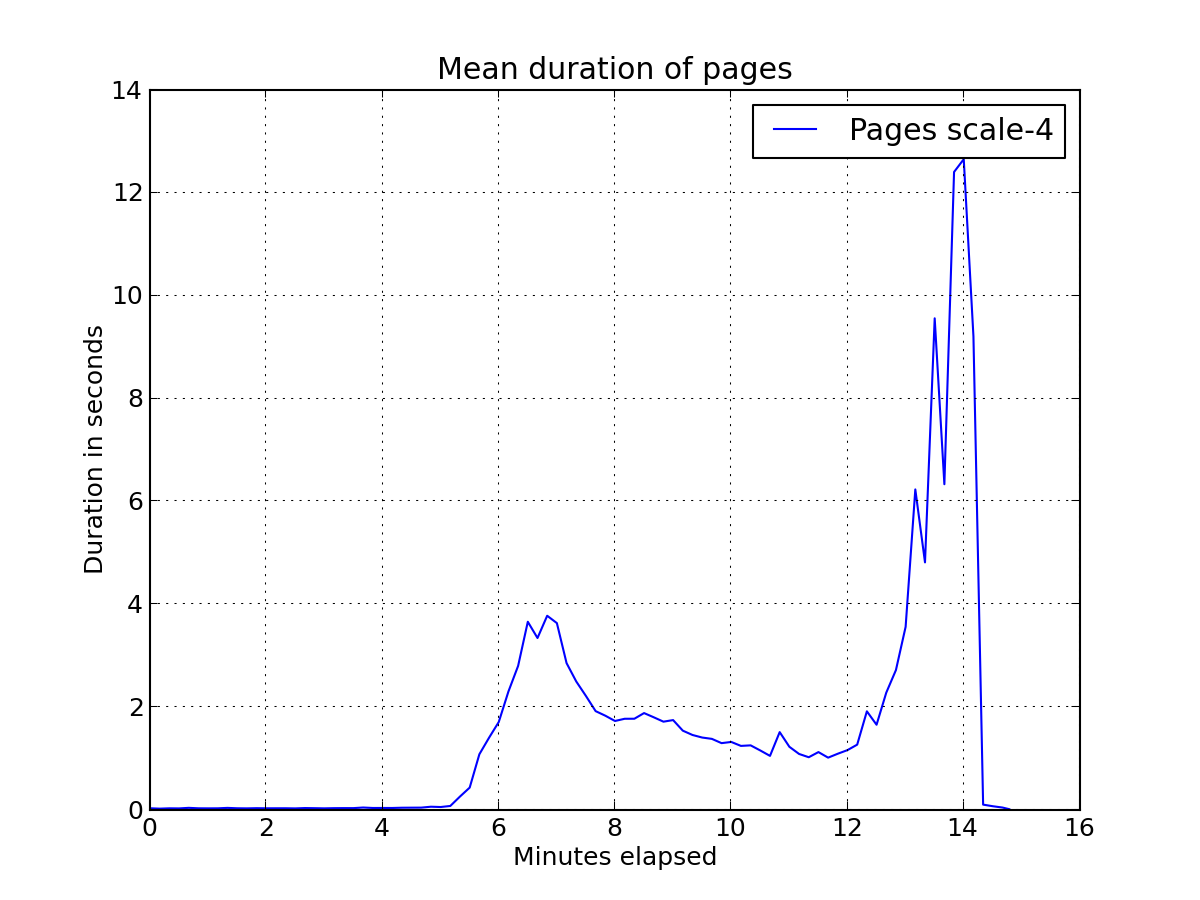 Mean duration of pages
Pages scale-4
14
12
10
8
6
4
2
0
Duration in seconds
0 2 4 6 8 10 12 14 16
Minutes elapsed